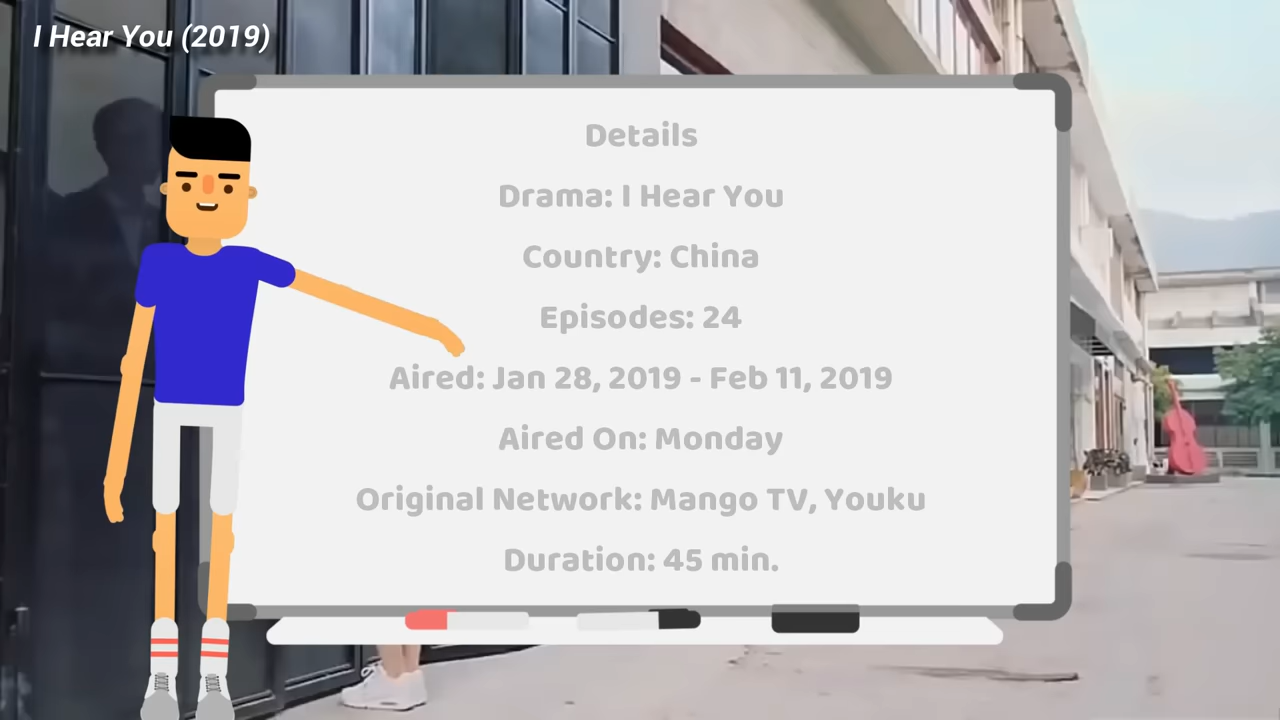 I Hear You (2019)
Details
Drama: I Hear You
Country: China
Episodes: 24
Aired: Jan 28, 2019 - Feb 11, 2019
Aired On: Monday
Original Network: Mango TV, Youku
Duration: 45 min.